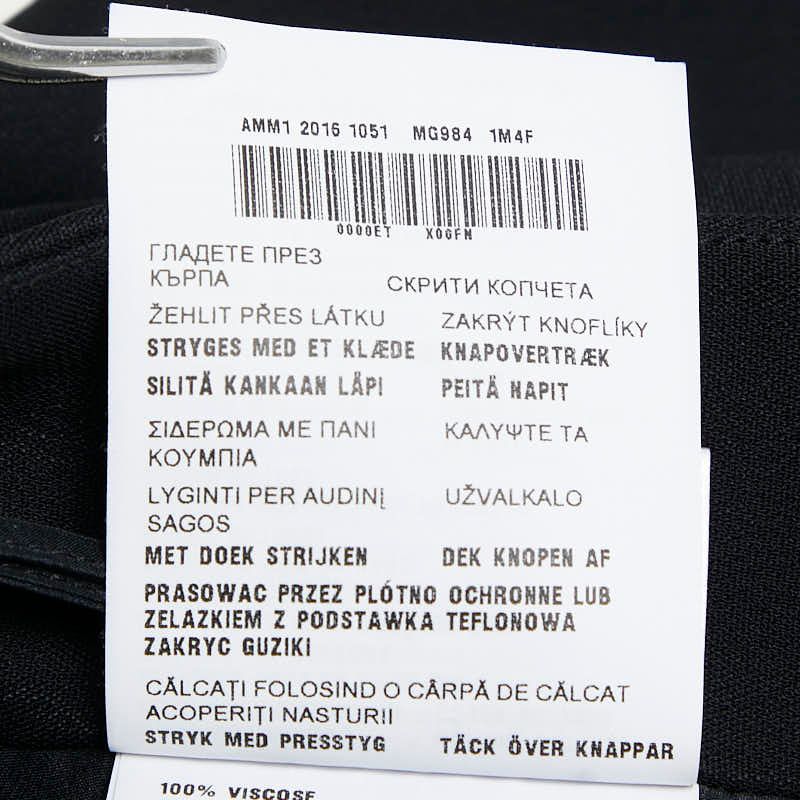 AMM1 2016 1051 MG984 1M4F
0000ET X0GFN
ГЛАДЕТЕ ПРЕЗ
КЪРПА СКРИТИ КОПЧЕТА
ŽEHLIT PŘES LÁTKU ZAKRÝT KNOFLÍKY
STRYGES MED ET KLÆDE KNAPOVERTRÆK
SILITÄ KANKAAN LÄPI PEITÄ NAPIT
ΣΙΔΕΡΩΜΑ ΜΕ ΠΑΝΙ ΚΑΛΥΨΤΕ ΤΑ
ΚΟΥΜΠΙΑ
LYGINTI PER AUDINĮ UŽVALKALO
SAGOS
MET DOEK STRIJKEN DEK KNOPEN AF
PRASOWAC PRZEZ PLÓTNO OCHRONNE LUB
ZELAZKIEM Z PODSTAWKA TEFLONOWA
ZAKRYC GUZIKI
CĂLCAȚI FOLOSIND O CÂRPĂ DE CĂLCAT
ACOPERIȚI NASTURII
STRYK MED PRESSTYG TÄCK ÖVER KNAPPAR
100% VISCOSE